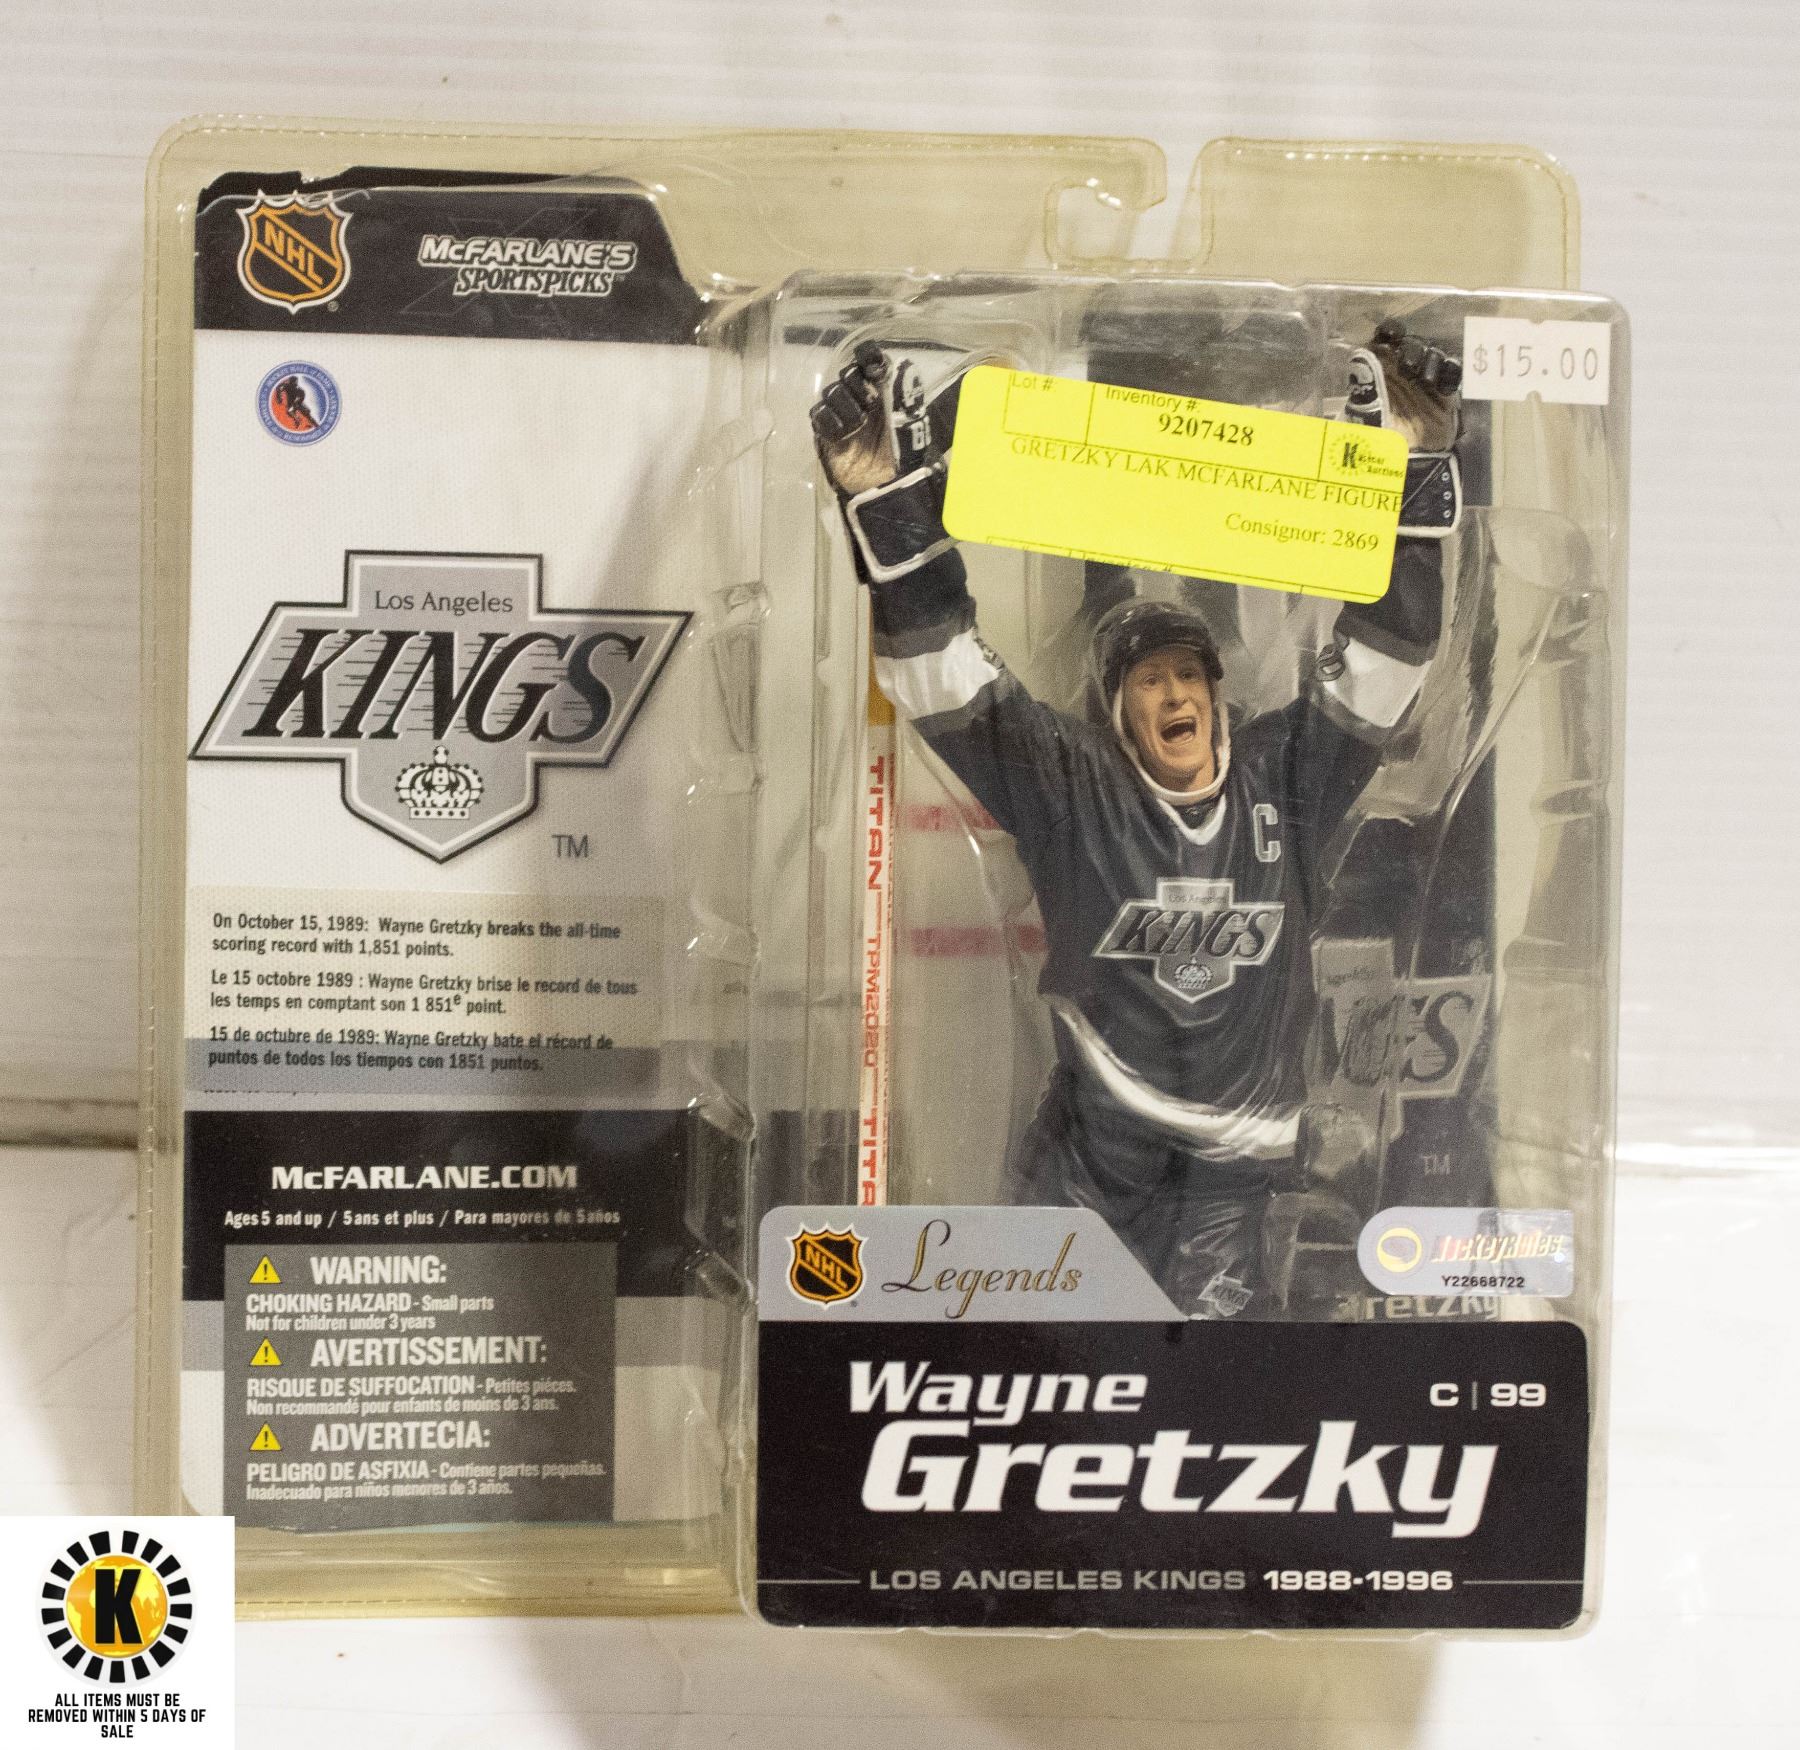 NHL
McFARLANE'S
SPORTSPICKS
$15.00
Lot #:
Inventory #:
9207428
GRETZKY LAK MCFARLANE FIGURE
Consignor: 2869
Los Angeles
KINGS
TM
On October 15, 1989: Wayne Gretzky breaks the all-time
scoring record with 1,851 points.
Le 15 octobre 1989 : Wayne Gretzky brise le record de tous
les temps en comptant son 1 851e point.
15 de octubre de 1989: Wayne Gretzky bate el récord de
puntos de todos los tiempos con 1851 puntos.
McFARLANE.COM
Ages 5 and up / 5 ans et plus / Para mayores de 5 años
WARNING:
CHOKING HAZARD - Small parts
Not for children under 3 years
AVERTISSEMENT:
RISQUE DE SUFFOCATION - Petites pièces.
Non recommandé pour enfants de moins de 3 ans.
ADVERTECIA:
PELIGRO DE ASFIXIA - Contiene partes pequeñas.
Inadecuado para niños menores de 3 años.
TITAN TPM2020 TITA
C
Los Angeles
KINGS
TM
NHL Legends
HockeyRules
Y22668722
KINGS
retzky
Wayne
C | 99
Gretzky
LOS ANGELES KINGS 1988-1996
K
ALL ITEMS MUST BE
REMOVED WITHIN 5 DAYS OF
SALE